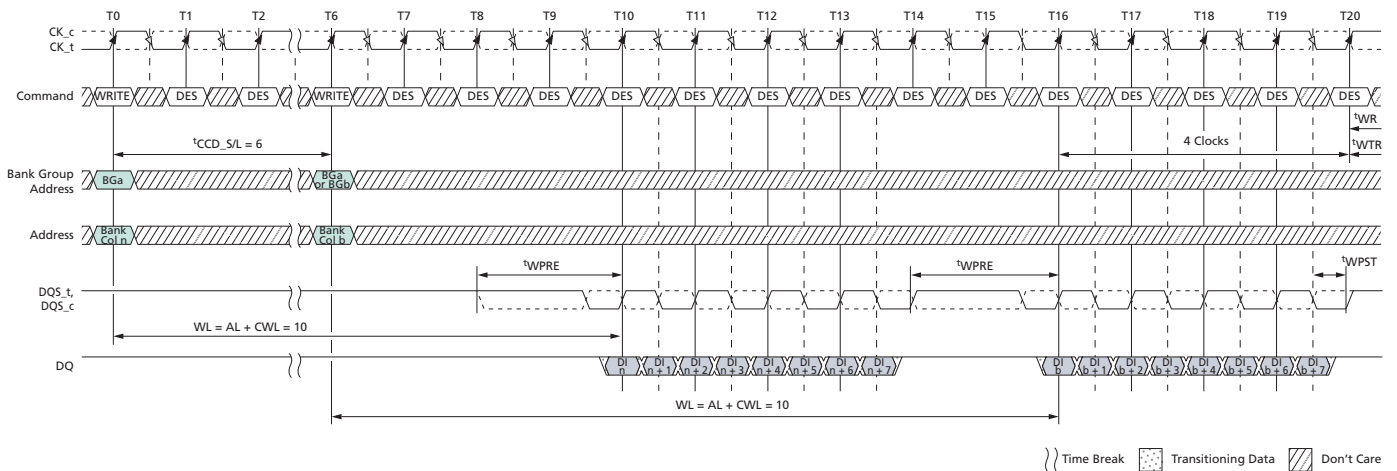 T0 T1 T2 T6 T7 T8 T9 T10 T11 T12 T13 T14 T15 T16 T17 T18 T19 T20
CK_c
CK_t
Command WRITE DES DES WRITE DES DES DES DES DES DES DES DES DES DES DES DES DES DES
tWR
tCCD_S/L = 6
4 Clocks
tWTR
Bank Group
Address
BGa
BGa
or BGb
Address
Bank
Col n
Bank
Col b
tWPRE
tWPRE
tWPST
DQS_t,
DQS_c
WL = AL + CWL = 10
DQ
DI
n
DI
n + 1
DI
n + 2
DI
n + 3
DI
n + 4
DI
n + 5
DI
n + 6
DI
n + 7
DI
b
DI
b + 1
DI
b + 2
DI
b + 3
DI
b + 4
DI
b + 5
DI
b + 6
DI
b + 7
WL = AL + CWL = 10
Time Break Transitioning Data Don't Care